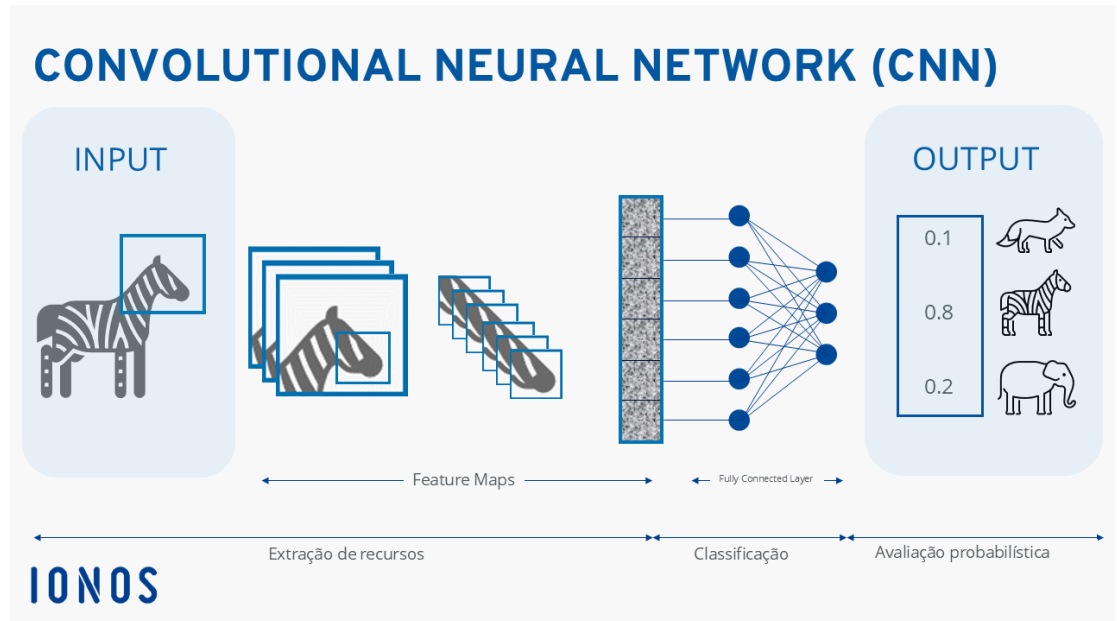 CONVOLUTIONAL NEURAL NETWORK (CNN)
INPUT
OUTPUT
0.1
0.8
0.2
Feature Maps
Fully Connected Layer
Extração de recursos
Classificação
Avaliação probabilística
IONOS